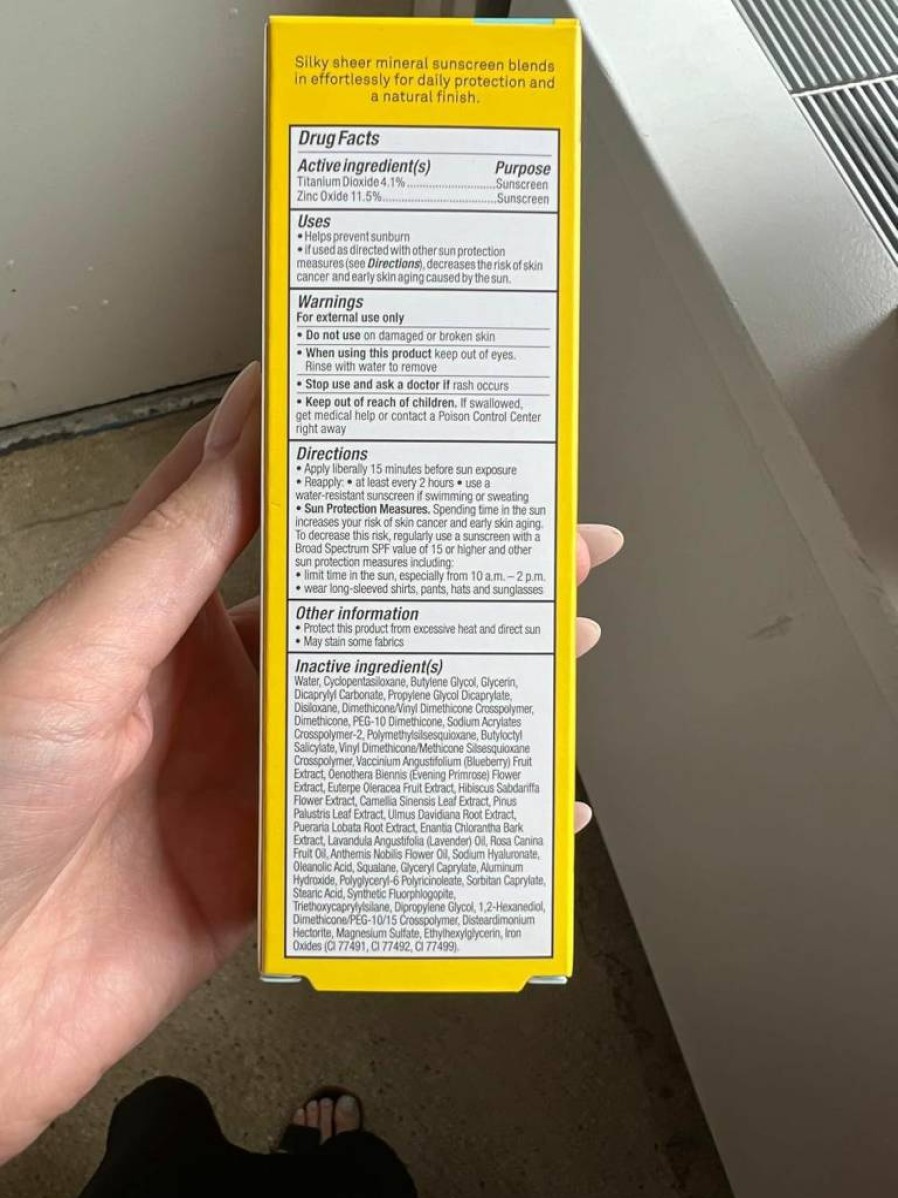 Silky sheer mineral sunscreen blends
in effortlessly for daily protection and
a natural finish.
Drug Facts
Active ingredient(s) Purpose
Titanium Dioxide 4.1%..........................Sunscreen
Zinc Oxide 11.5%..................................Sunscreen
Uses
• Helps prevent sunburn
• if used as directed with other sun protection
measures (see Directions), decreases the risk of skin
cancer and early skin aging caused by the sun.
Warnings
For external use only
• Do not use on damaged or broken skin
• When using this product keep out of eyes.
Rinse with water to remove
• Stop use and ask a doctor if rash occurs
• Keep out of reach of children. If swallowed,
get medical help or contact a Poison Control Center
right away
Directions
• Apply liberally 15 minutes before sun exposure
• Reapply: • at least every 2 hours • use a
water-resistant sunscreen if swimming or sweating
• Sun Protection Measures. Spending time in the sun
increases your risk of skin cancer and early skin aging.
To decrease this risk, regularly use a sunscreen with a
Broad Spectrum SPF value of 15 or higher and other
sun protection measures including:
• limit time in the sun, especially from 10 a.m. – 2 p.m.
• wear long-sleeved shirts, pants, hats and sunglasses
Other information
• Protect this product from excessive heat and direct sun
• May stain some fabrics
Inactive ingredient(s)
Water, Cyclopentasiloxane, Butylene Glycol, Glycerin,
Dicaprylyl Carbonate, Propylene Glycol Dicaprylate,
Disiloxane, Dimethicone/Vinyl Dimethicone Crosspolymer,
Dimethicone, PEG-10 Dimethicone, Sodium Acrylates
Crosspolymer-2, Polymethylsilsesquioxane, Butyloctyl
Salicylate, Vinyl Dimethicone/Methicone Silsesquioxane
Crosspolymer, Vaccinium Angustifolium (Blueberry) Fruit
Extract, Oenothera Biennis (Evening Primrose) Flower
Extract, Euterpe Oleracea Fruit Extract, Hibiscus Sabdariffa
Flower Extract, Camellia Sinensis Leaf Extract, Pinus
Palustris Leaf Extract, Ulmus Davidiana Root Extract,
Pueraria Lobata Root Extract, Enantia Chlorantha Bark
Extract, Lavandula Angustifolia (Lavender) Oil, Rosa Canina
Fruit Oil, Anthemis Nobilis Flower Oil, Sodium Hyaluronate,
Oleanolic Acid, Squalane, Glyceryl Caprylate, Aluminum
Hydroxide, Polyglyceryl-6 Polyricinoleate, Sorbitan Caprylate,
Stearic Acid, Synthetic Fluorphlogopite,
Triethoxycaprylylsilane, Dipropylene Glycol, 1,2-Hexanediol,
Dimethicone/PEG-10/15 Crosspolymer, Disteardimonium
Hectorite, Magnesium Sulfate, Ethylhexylglycerin, Iron
Oxides (CI 77491, CI 77492, CI 77499).